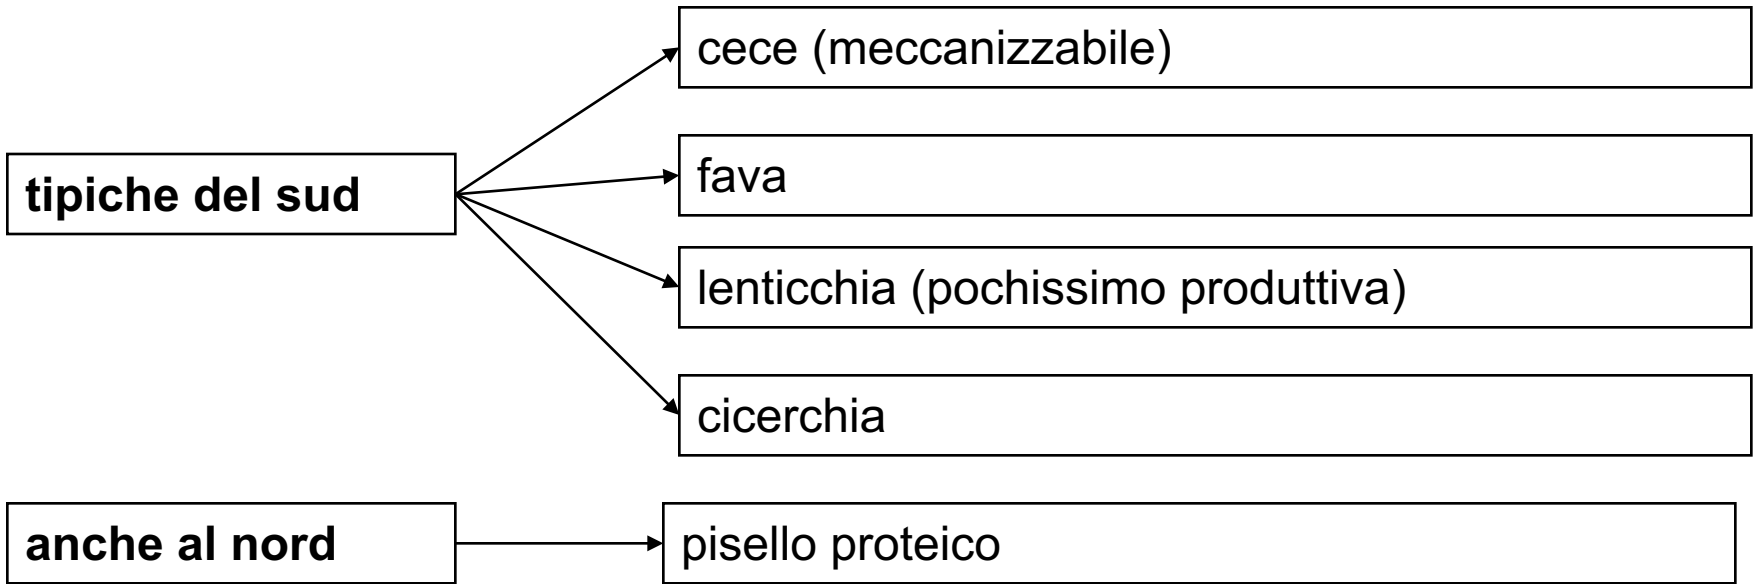 tipiche del sud
cece (meccanizzabile)
fava
lenticchia (pochissimo produttiva)
cicerchia
anche al nord
pisello proteico